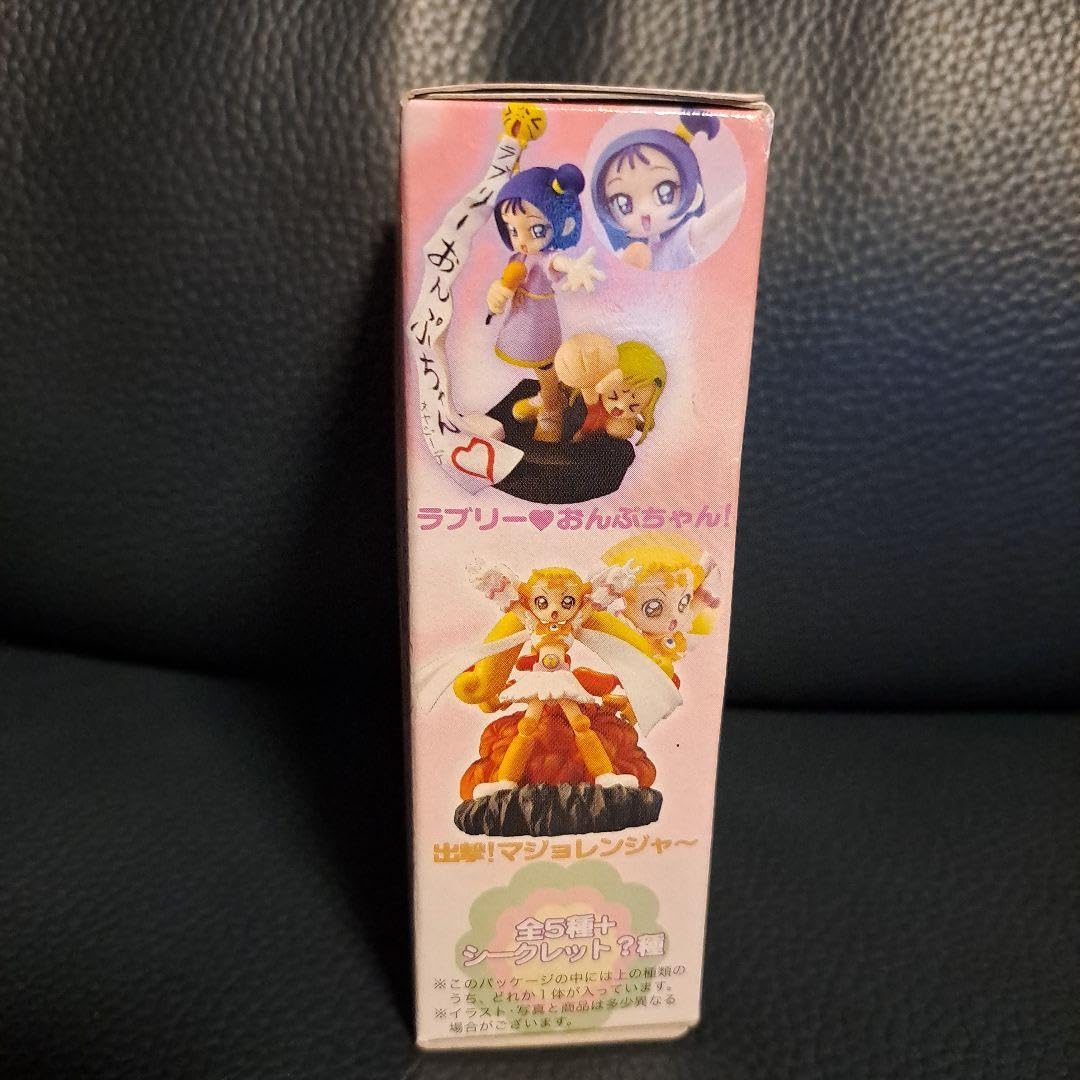 ラブリーおんぷちゃん♡
ラブリー♥おんぷちゃん!
出撃!マジョレンジャ〜
全5種+
シークレット?種
※このパッケージの中には上の種類の
うち、どれか1体が入っています。
※イラスト・写真と商品は多少異なる
場合がございます。